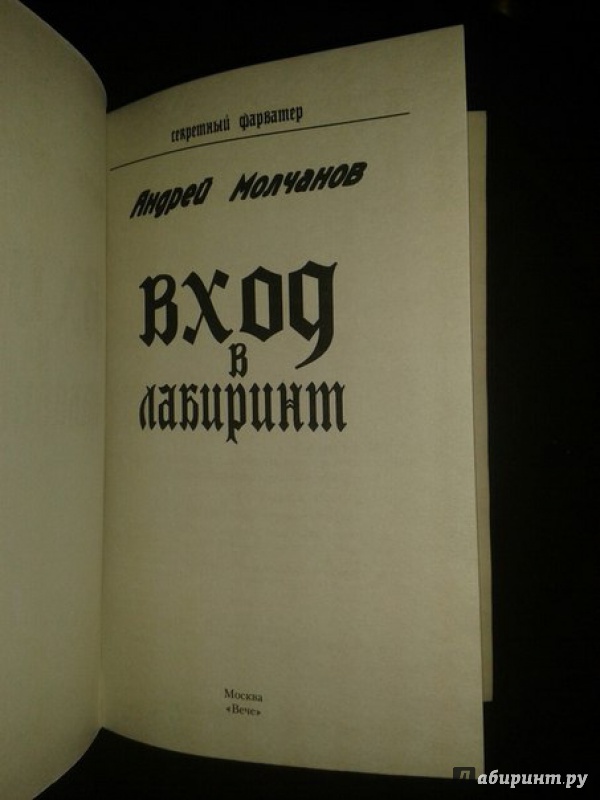 секретный фарватер
Андрей Молчанов
Вход
в
лабиринт
Москва
«Вече»
Лабиринт.ру